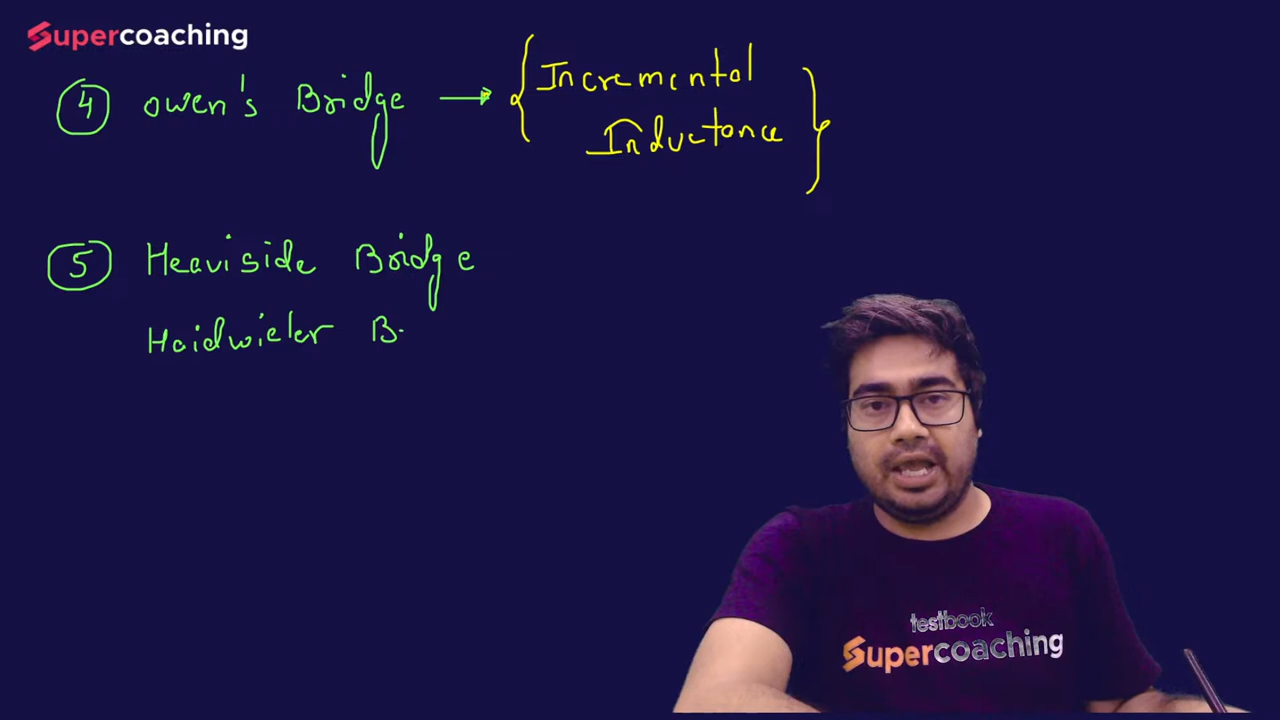 Supercoaching
4 Owen's Bridge → { Incremental
Inductance }
5 Heaviside Bridge
Haidwieler B.
testbook
Supercoaching